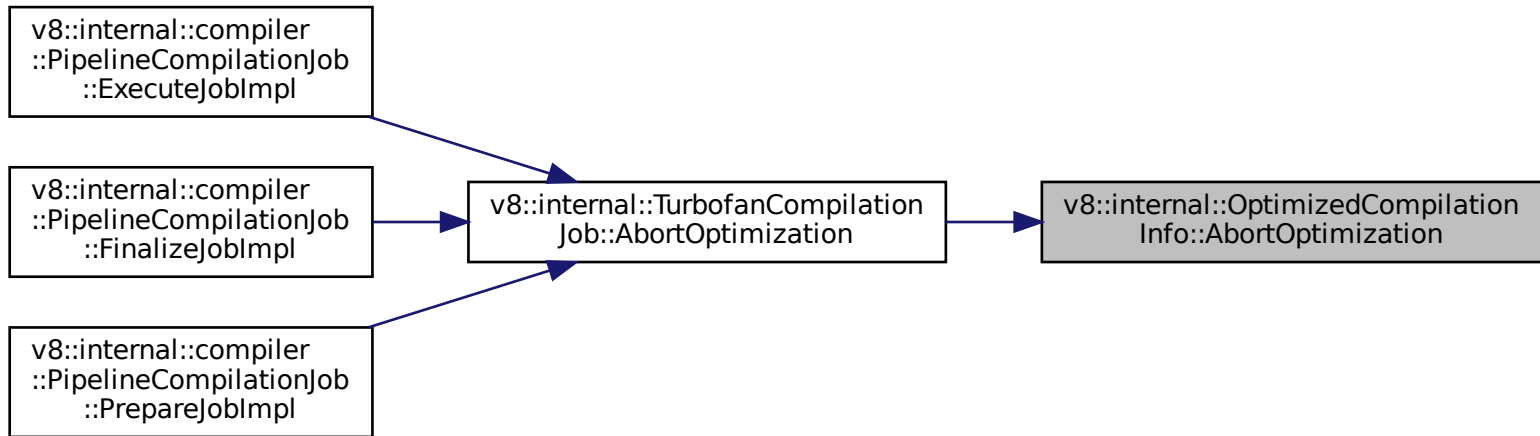 v8::internal::compiler
::PipelineCompilationJob
::ExecuteJobImpl
v8::internal::compiler
::PipelineCompilationJob
::FinalizeJobImpl
v8::internal::compiler
::PipelineCompilationJob
::PrepareJobImpl
v8::internal::TurbofanCompilation
Job::AbortOptimization
v8::internal::OptimizedCompilation
Info::AbortOptimization